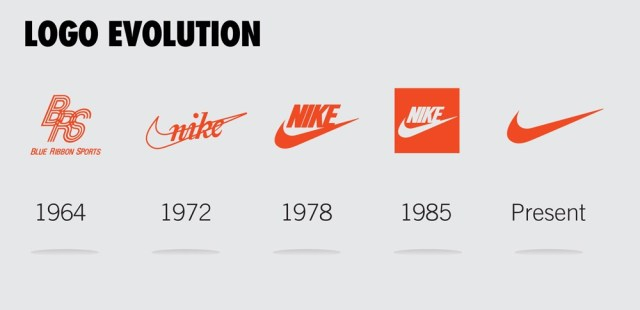 LOGO EVOLUTION
BRS
BLUE RIBBON SPORTS
nike
NIKE
NIKE
1964
1972
1978
1985
Present